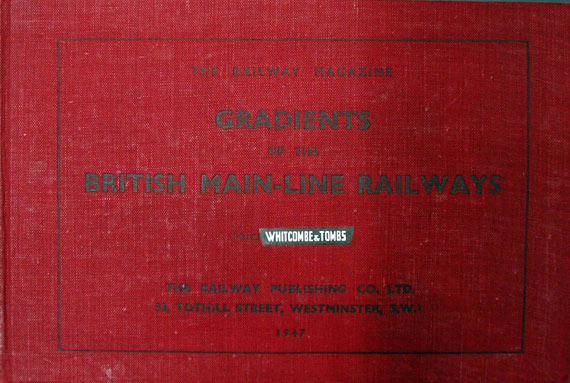 THE RAILWAY MAGAZINE
GRADIENTS
OF THE
BRITISH MAIN-LINE RAILWAYS
WHITCOMBE & TOMBS
THE RAILWAY PUBLISHING CO. LTD.
33, TOTHILL STREET, WESTMINSTER, S.W.1
1947